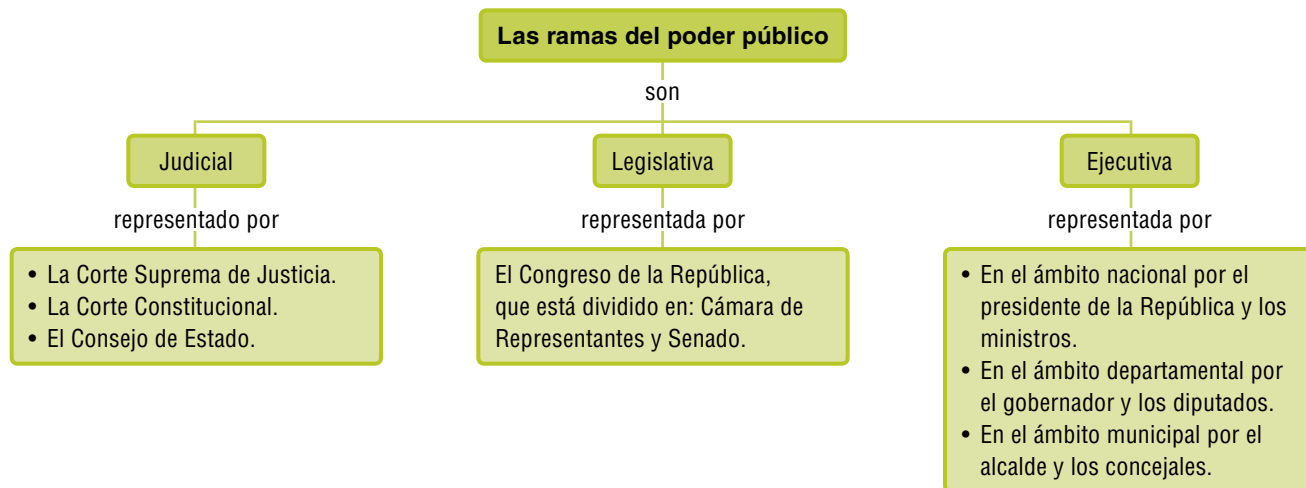 Las ramas del poder público
son
Judicial
Legislativa
Ejecutiva
representado por
representada por
representada por
• La Corte Suprema de Justicia.
• La Corte Constitucional.
• El Consejo de Estado.
El Congreso de la República,
que está dividido en: Cámara de
Representantes y Senado.
• En el ámbito nacional por el
presidente de la República y los
ministros.
• En el ámbito departamental por
el gobernador y los diputados.
• En el ámbito municipal por el
alcalde y los concejales.